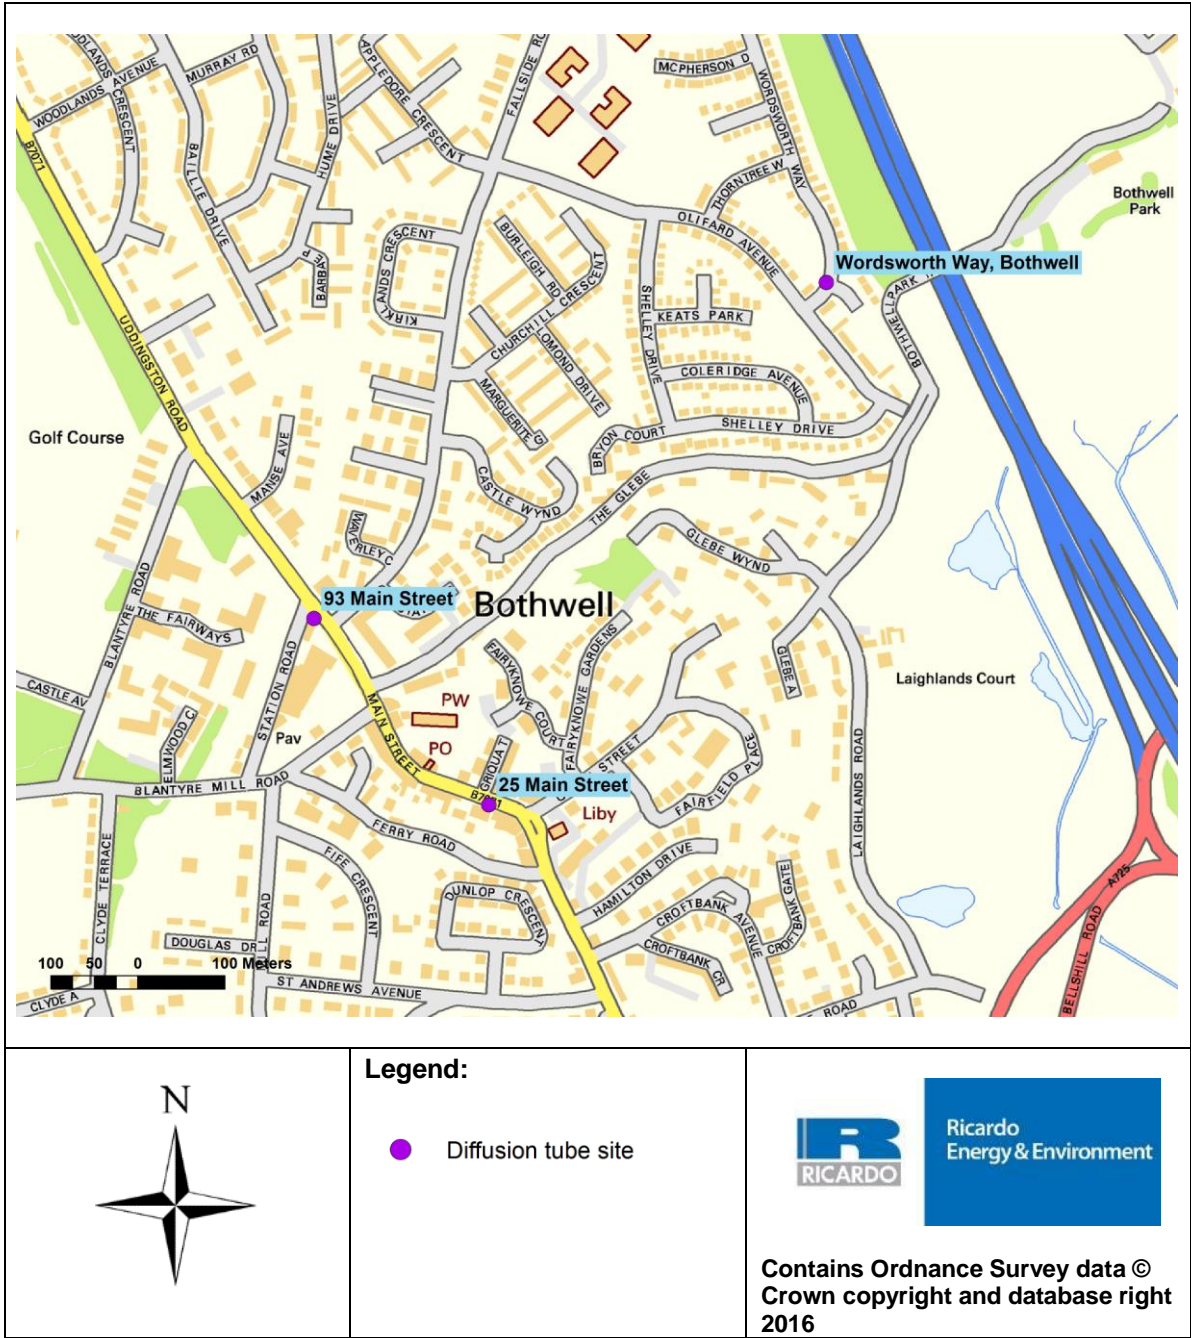 WOODLANDS AVENUE
CRESCENT
MURRAY RD
BAILLIE DRIVE
HUME DRIVE
APPLEDORE CRESCENT
FALLSIDE
MCPHERSON D
WORDSWORTH WAY
THORNTREE W
OLIFARD AVENUE
Bothwell
Park
B7071
KIRKLANDS CRESCENT
BURLEIGH RD
CHURCHILL CRESCENT
Wordsworth Way, Bothwell
BOTHWELLPARK
SHELLEY DRIVE
KEATS PARK
LOMOND DRIVE
COLERIDGE AVENUE
MARGUERITE G
UDDINGSTON ROAD
Golf Course
MANSE AVE
BRYON COURT
SHELLEY DRIVE
CASTLE WYND
THE GLEBE
WAVERLEY C
GLEBE WYND
93 Main Street
Bothwell
BLANTYRE ROAD
THE FAIRWAYS
STATION ROAD
FAIRYKNOWE GARDENS
FAIRYKNOWE COURT
GLEBE A
Laighlands Court
CASTLE AV
ELMWOOD C
Pav
MAIN STREET
PW
PO
GRIQUA T
STREET
FAIRFIELD PLACE
LAIGHLANDS ROAD
BLANTYRE MILL ROAD
25 Main Street
Liby
FERRY ROAD
CLYDE TERRACE
FIFE CRESCENT
DUNLOP CRESCENT
HAMILTON DRIVE
CROFTBANK AVENUE
CROFTBANK GATE
CROFTBANK CR
A725
BELLSHILL ROAD
DOUGLAS DR
ROAD
100 50 0 100 Meters
ST ANDREWS AVENUE
CLYDE A
ROAD
N
Legend:
Diffusion tube site
R
RICARDO
Ricardo
Energy & Environment
Contains Ordnance Survey data ©
Crown copyright and database right
2016